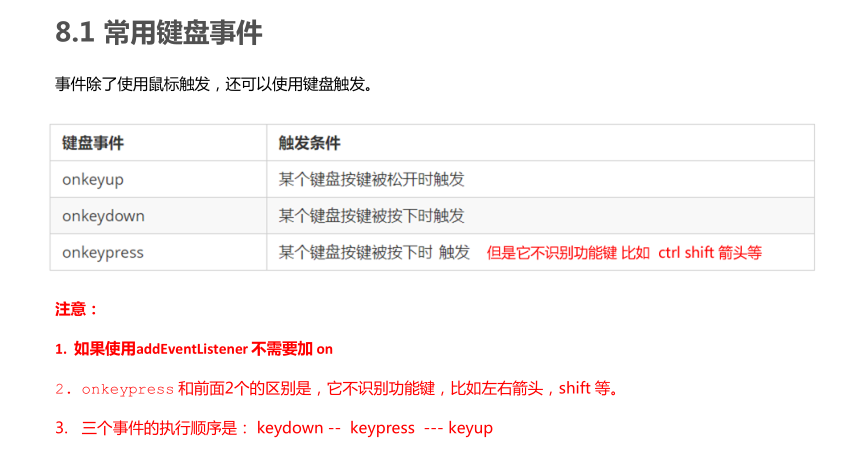 8.1 常用键盘事件
事件除了使用鼠标触发，还可以使用键盘触发。
键盘事件 触发条件
onkeyup 某个键盘按键被松开时触发
onkeydown 某个键盘按键被按下时触发
onkeypress 某个键盘按键被按下时 触发 但是它不识别功能键 比如 ctrl shift 箭头等
注意：
1. 如果使用addEventListener 不需要加 on
2. onkeypress 和前面2个的区别是，它不识别功能键，比如左右箭头，shift 等。
3. 三个事件的执行顺序是： keydown -- keypress --- keyup